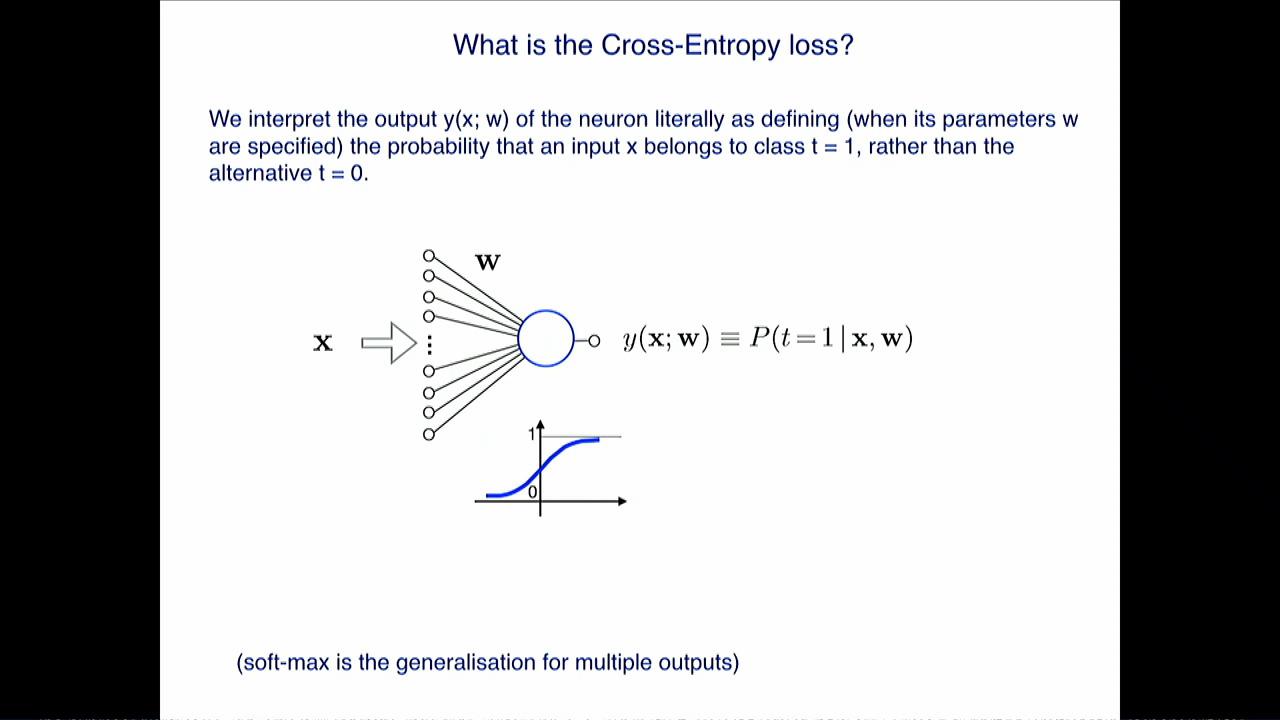 What is the Cross-Entropy loss?
We interpret the output y(x; w) of the neuron literally as defining (when its parameters w
are specified) the probability that an input x belongs to class t = 1, rather than the
alternative t = 0.
w
x
y(x; w) ≡ P(t = 1 | x, w)
1
0
(soft-max is the generalisation for multiple outputs)